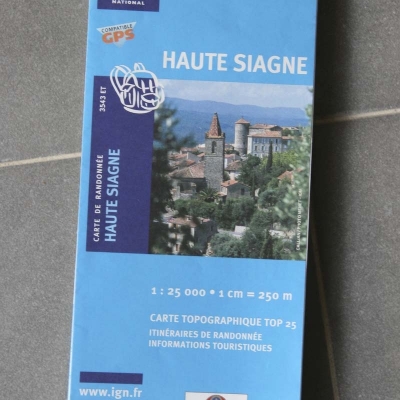 NATIONAL
COMPATIBLE
GPS
HAUTE SIAGNE
3543 ET
CARTE DE RANDONNÉE
HAUTE SIAGNE
1 : 25 000 • 1 cm = 250 m
CARTE TOPOGRAPHIQUE TOP 25
ITINÉRAIRES DE RANDONNÉE
INFORMATIONS TOURISTIQUES
www.ign.fr